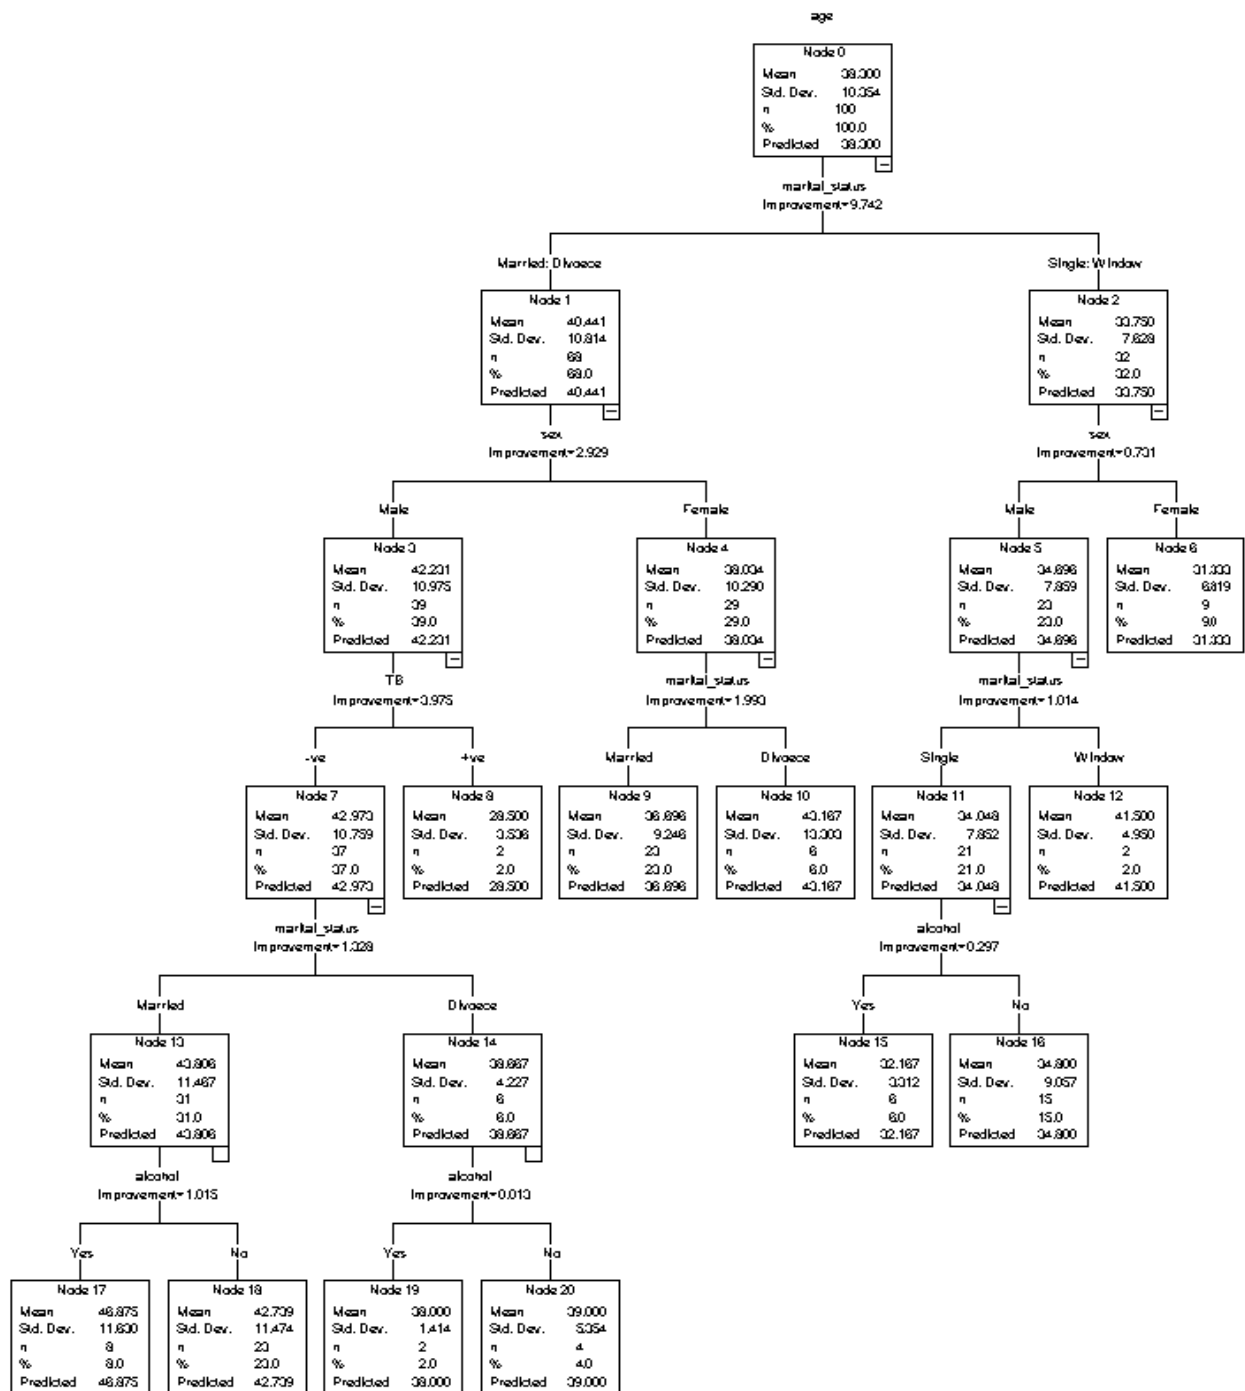 age
Node 0
Mean 38.300
Std. Dev. 10.354
n 100
% 100.0
Predicted 38.300
marital_status
Improvement=9.742
Married; Divoece
Single; Window
Node 1
Mean 40.441
Std. Dev. 10.814
n 68
% 68.0
Predicted 40.441
Node 2
Mean 33.750
Std. Dev. 7.628
n 32
% 32.0
Predicted 33.750
sex
Improvement=2.929
sex
Improvement=0.731
Male
Female
Male
Female
Node 3
Mean 42.231
Std. Dev. 10.975
n 39
% 39.0
Predicted 42.231
Node 4
Mean 38.034
Std. Dev. 10.290
n 29
% 29.0
Predicted 38.034
Node 5
Mean 34.696
Std. Dev. 7.859
n 23
% 23.0
Predicted 34.696
Node 6
Mean 31.333
Std. Dev. 6.819
n 9
% 9.0
Predicted 31.333
TB
Improvement=3.975
marital_status
Improvement=1.993
marital_status
Improvement=1.014
-ve
+ve
Married
Divoece
Single
Window
Node 7
Mean 42.973
Std. Dev. 10.759
n 37
% 37.0
Predicted 42.973
Node 8
Mean 28.500
Std. Dev. 3.536
n 2
% 2.0
Predicted 28.500
Node 9
Mean 36.696
Std. Dev. 9.246
n 23
% 23.0
Predicted 36.696
Node 10
Mean 43.167
Std. Dev. 13.303
n 6
% 6.0
Predicted 43.167
Node 11
Mean 34.048
Std. Dev. 7.852
n 21
% 21.0
Predicted 34.048
Node 12
Mean 41.500
Std. Dev. 4.950
n 2
% 2.0
Predicted 41.500
marital_status
Improvement=1.328
alcohol
Improvement=0.297
Married
Divoece
Yes
No
Node 13
Mean 43.806
Std. Dev. 11.467
n 31
% 31.0
Predicted 43.806
Node 14
Mean 38.667
Std. Dev. 4.227
n 6
% 6.0
Predicted 38.667
Node 15
Mean 32.167
Std. Dev. 3.312
n 6
% 6.0
Predicted 32.167
Node 16
Mean 34.800
Std. Dev. 9.057
n 15
% 15.0
Predicted 34.800
alcohol
Improvement=1.015
alcohol
Improvement=0.013
Yes
No
Yes
No
Node 17
Mean 46.875
Std. Dev. 11.630
n 8
% 8.0
Predicted 46.875
Node 18
Mean 42.739
Std. Dev. 11.474
n 23
% 23.0
Predicted 42.739
Node 19
Mean 38.000
Std. Dev. 1.414
n 2
% 2.0
Predicted 38.000
Node 20
Mean 39.000
Std. Dev. 5.354
n 4
% 4.0
Predicted 39.000